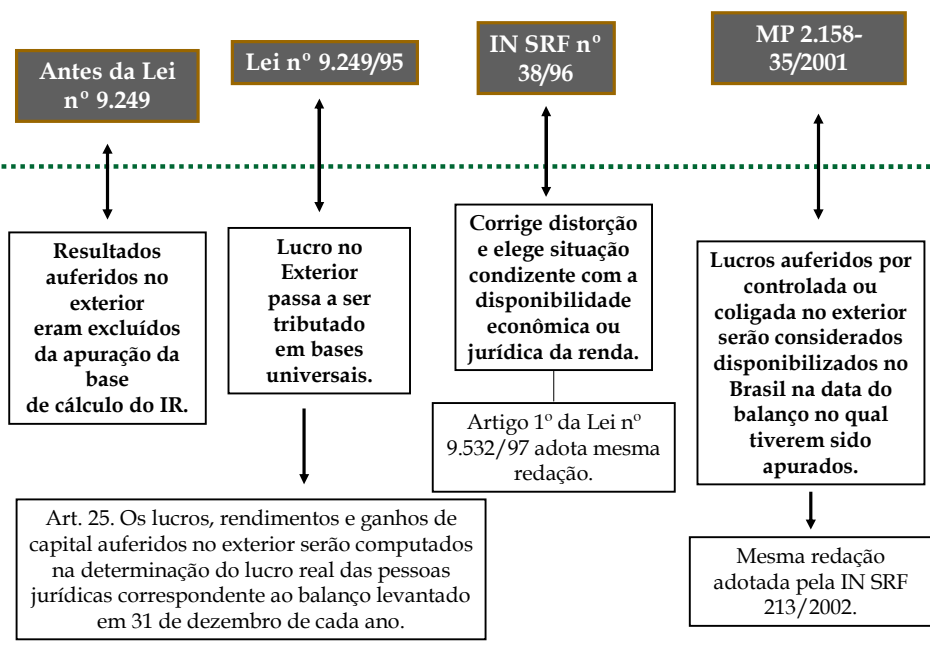 Antes da Lei
nº 9.249
Lei nº 9.249/95
IN SRF nº
38/96
MP 2.158-
35/2001
Resultados
auferidos no
exterior
eram excluídos
da apuração da
base
de cálculo do IR.
Lucro no
Exterior
passa a ser
tributado
em bases
universais.
Corrige distorção
e elege situação
condizente com a
disponibilidade
econômica ou
jurídica da renda.
Lucros auferidos por
controlada ou
coligada no exterior
serão considerados
disponibilizados no
Brasil na data do
balanço no qual
tiverem sido
apurados.
Artigo 1º da Lei nº
9.532/97 adota mesma
redação.
Art. 25. Os lucros, rendimentos e ganhos de
capital auferidos no exterior serão computados
na determinação do lucro real das pessoas
jurídicas correspondente ao balanço levantado
em 31 de dezembro de cada ano.
Mesma redação
adotada pela IN SRF
213/2002.